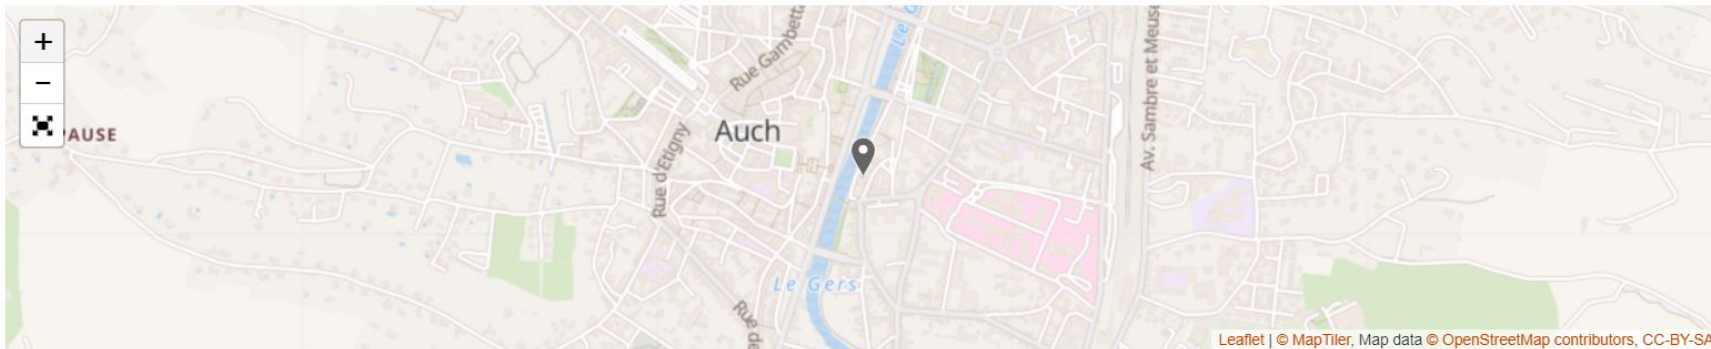 +
Le G
Rue Gambetta
Av. Sambre et Meuse
−
Auch
PAUSE
Rue d'Etigny
Le Gers
Rue
Leaflet | © MapTiler, Map data © OpenStreetMap contributors, CC-BY-SA